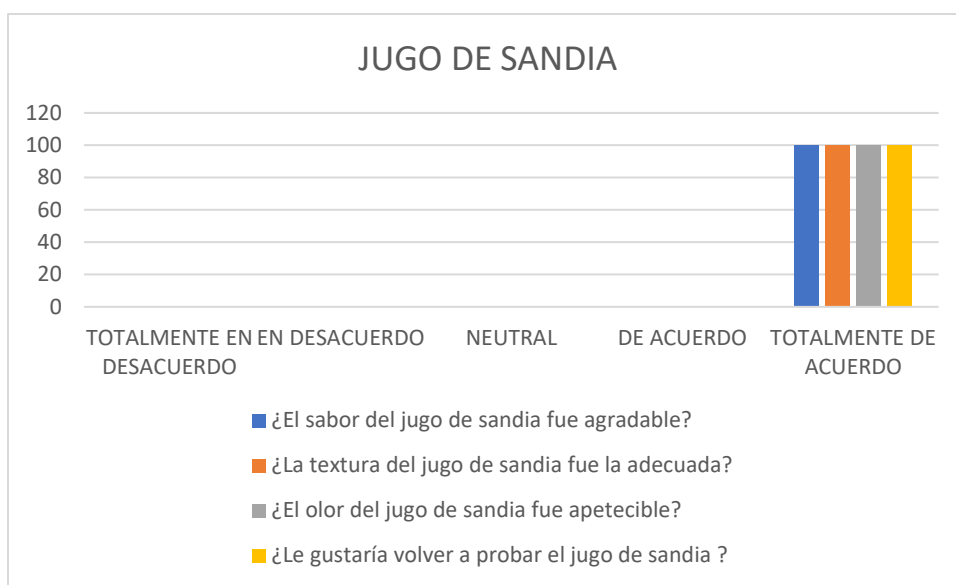 JUGO DE SANDIA
120
100
80
60
40
20
0
TOTALMENTE EN DESACUERDO
EN DESACUERDO
NEUTRAL
DE ACUERDO
TOTALMENTE DE ACUERDO
¿El sabor del jugo de sandia fue agradable?
¿La textura del jugo de sandia fue la adecuada?
¿El olor del jugo de sandia fue apetecible?
¿Le gustaría volver a probar el jugo de sandia ?